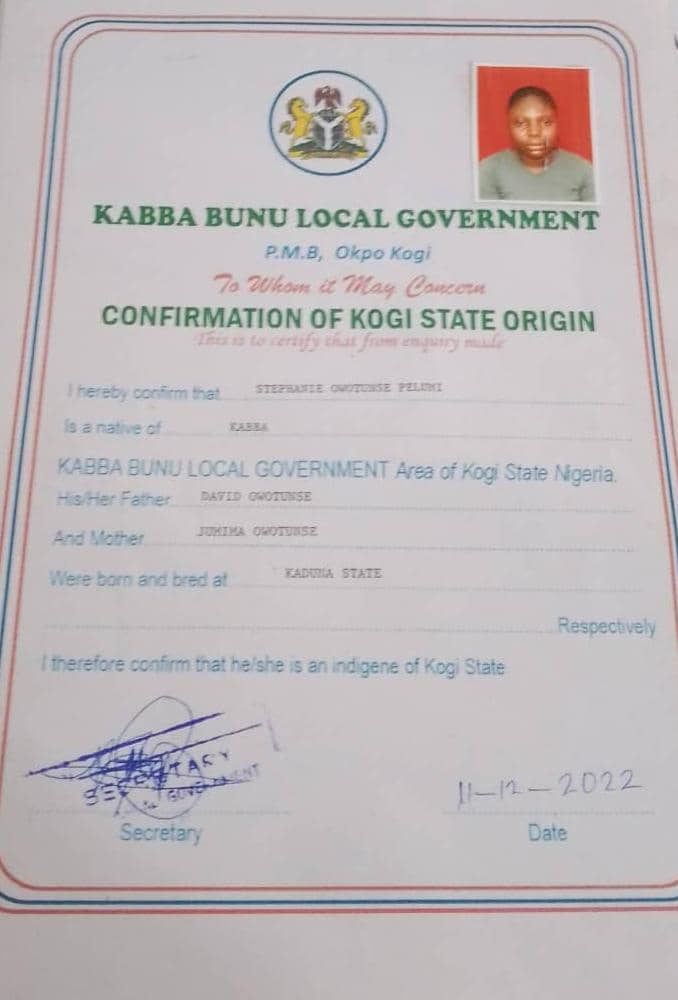 KABBA BUNU LOCAL GOVERNMENT
P.M.B, Okpo Kogi
To Whom it May Concern
CONFIRMATION OF KOGI STATE ORIGIN
This is to certify that from enquiry made
I hereby confirm that STEPHANIE OWOTUNSE PELUMI
Is a native of KABBA
KABBA BUNU LOCAL GOVERNMENT Area of Kogi State Nigeria.
His/Her Father DAVID OWOTUNSE
And Mother JUMIMA OWOTUNSE
Were born and bred at KADUNA STATE
Respectively
I therefore confirm that he/she is an indigene of Kogi State
SECRETARY
GOVERNMENT
11-12-2022
Secretary Date